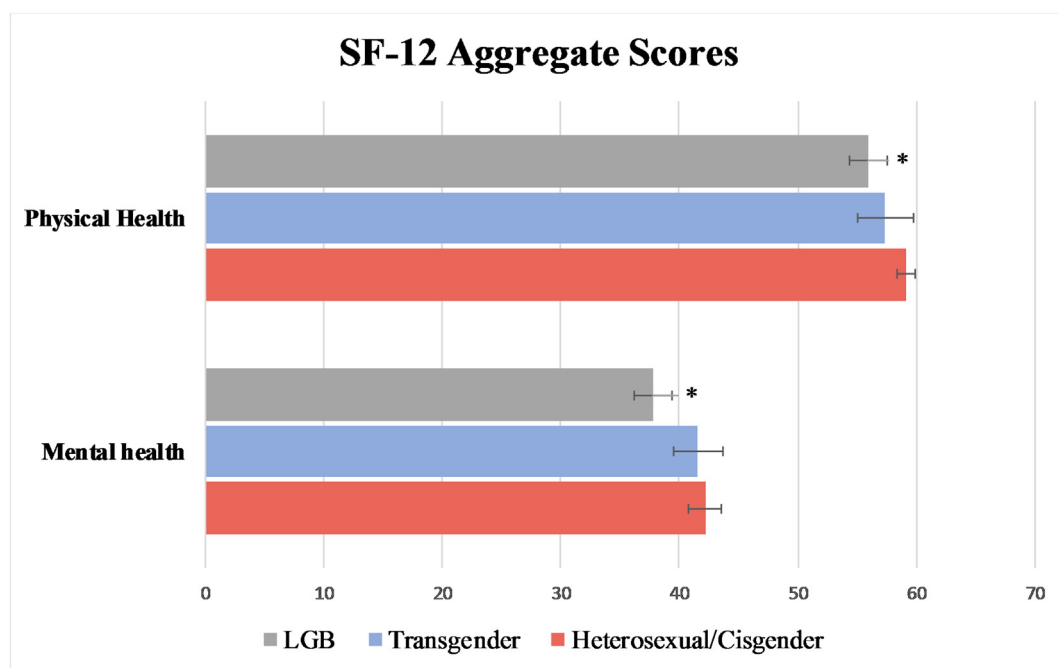 SF-12 Aggregate Scores
*
Physical Health
*
Mental health
0 10 20 30 40 50 60 70
LGB Transgender Heterosexual/Cisgender